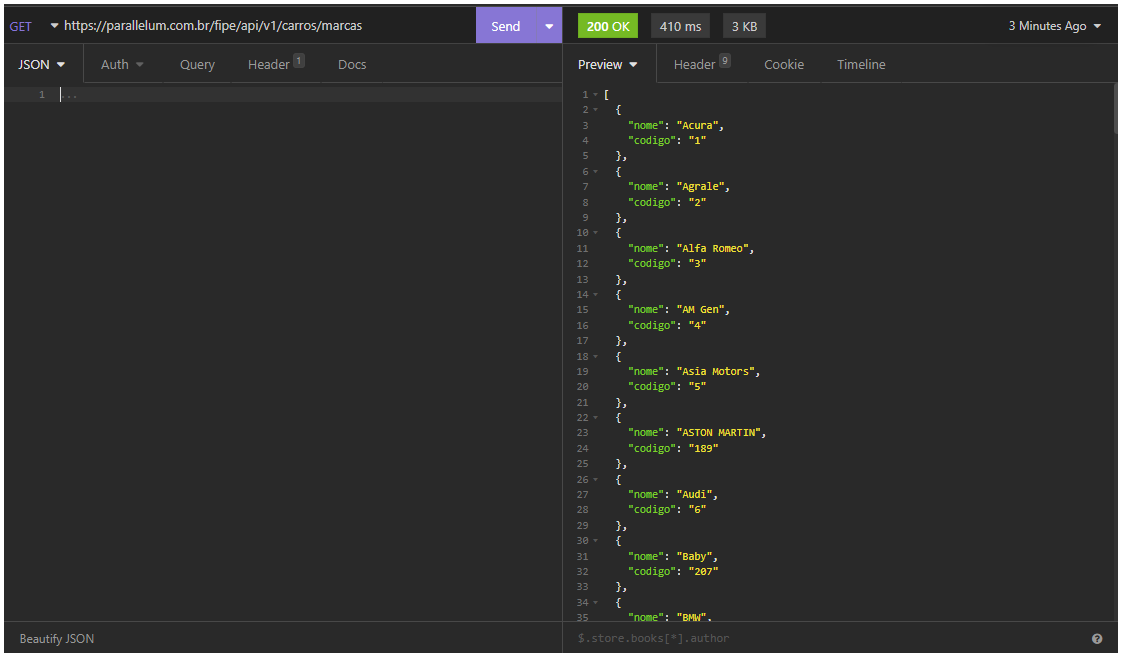 GET https://parallelum.com.br/fipe/api/v1/carros/marcas Send 200 OK 410 ms 3 KB 3 Minutes Ago
JSON Auth Query Header 1 Docs Preview Header 9 Cookie Timeline
1 ...
1 [
2 {
3 "nome": "Acura",
4 "codigo": "1"
5 },
6 {
7 "nome": "Agrale",
8 "codigo": "2"
9 },
10 {
11 "nome": "Alfa Romeo",
12 "codigo": "3"
13 },
14 {
15 "nome": "AM Gen",
16 "codigo": "4"
17 },
18 {
19 "nome": "Asia Motors",
20 "codigo": "5"
21 },
22 {
23 "nome": "ASTON MARTIN",
24 "codigo": "189"
25 },
26 {
27 "nome": "Audi",
28 "codigo": "6"
29 },
30 {
31 "nome": "Baby",
32 "codigo": "207"
33 },
34 {
35 "nome": "BMW",
Beautify JSON $.store.books[*].author ?